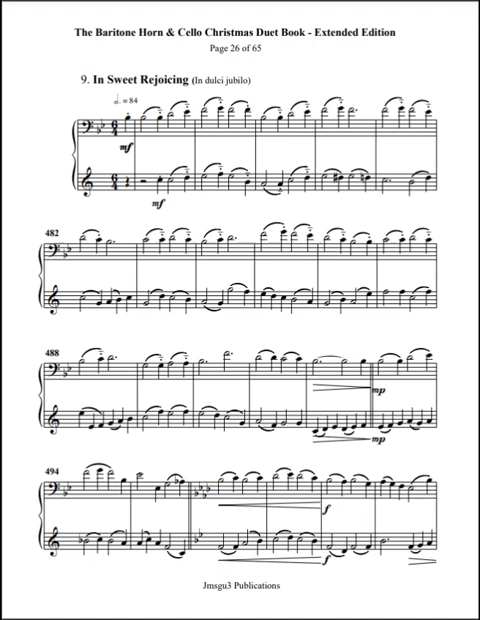 The Baritone Horn & Cello Christmas Duet Book - Extended Edition
Page 26 of 65
9. In Sweet Rejoicing (In dulci jubilo)
= 84
mf
mf
482
488
mp
mp
494
f
f
Jmsgu3 Publications